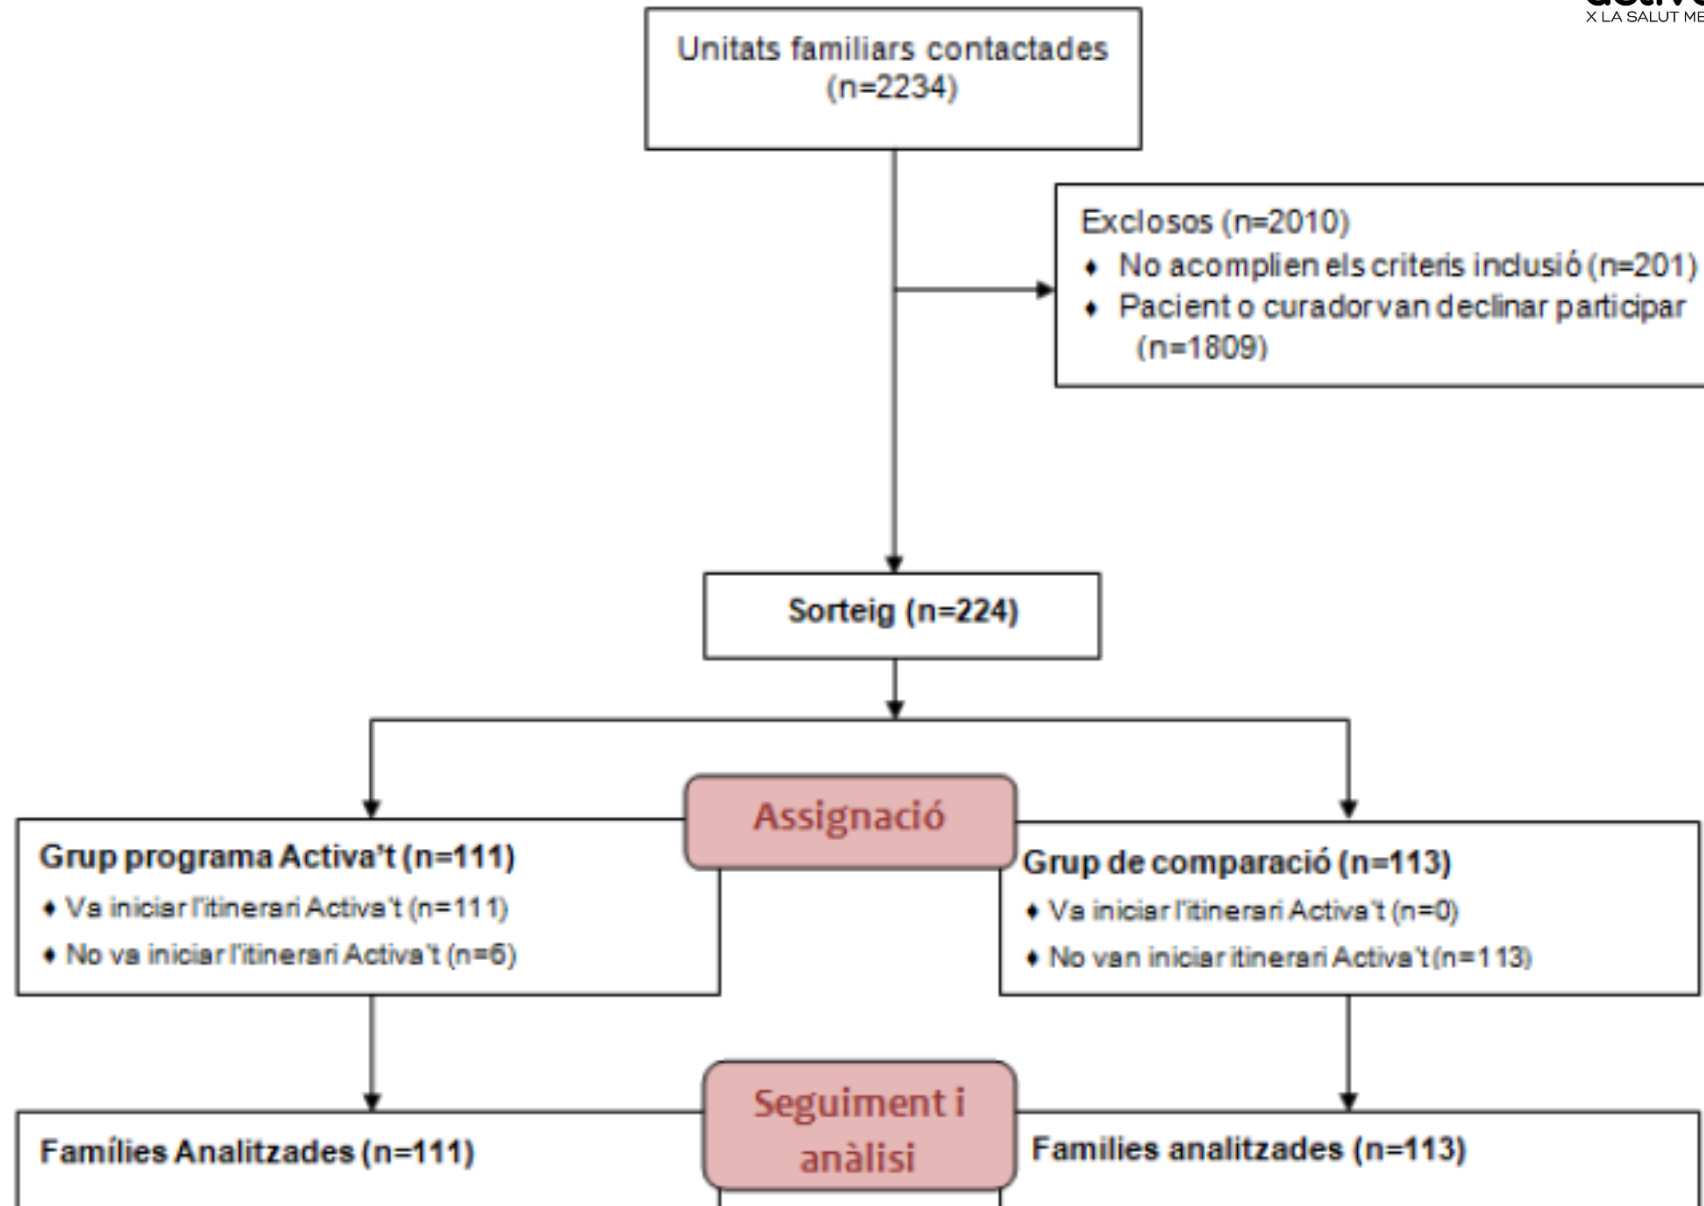 X LA SALUT ME
Unitats familiars contactades
(n=2234)
Exclosos (n=2010)
♦ No acomplien els criteris inclusió (n=201)
♦ Pacient o curador van declinar participar
(n=1809)
Sorteig (n=224)
Assignació
Grup programa Activa't (n=111)
♦ Va iniciar l'itinerari Activa't (n=111)
♦ No va iniciar l'itinerari Activa't (n=6)
Grup de comparació (n=113)
♦ Va iniciar l'itinerari Activa't (n=0)
♦ No van iniciar itinerari Activa't (n=113)
Seguiment i
anàlisi
Famílies Analitzades (n=111)
Families analitzades (n=113)